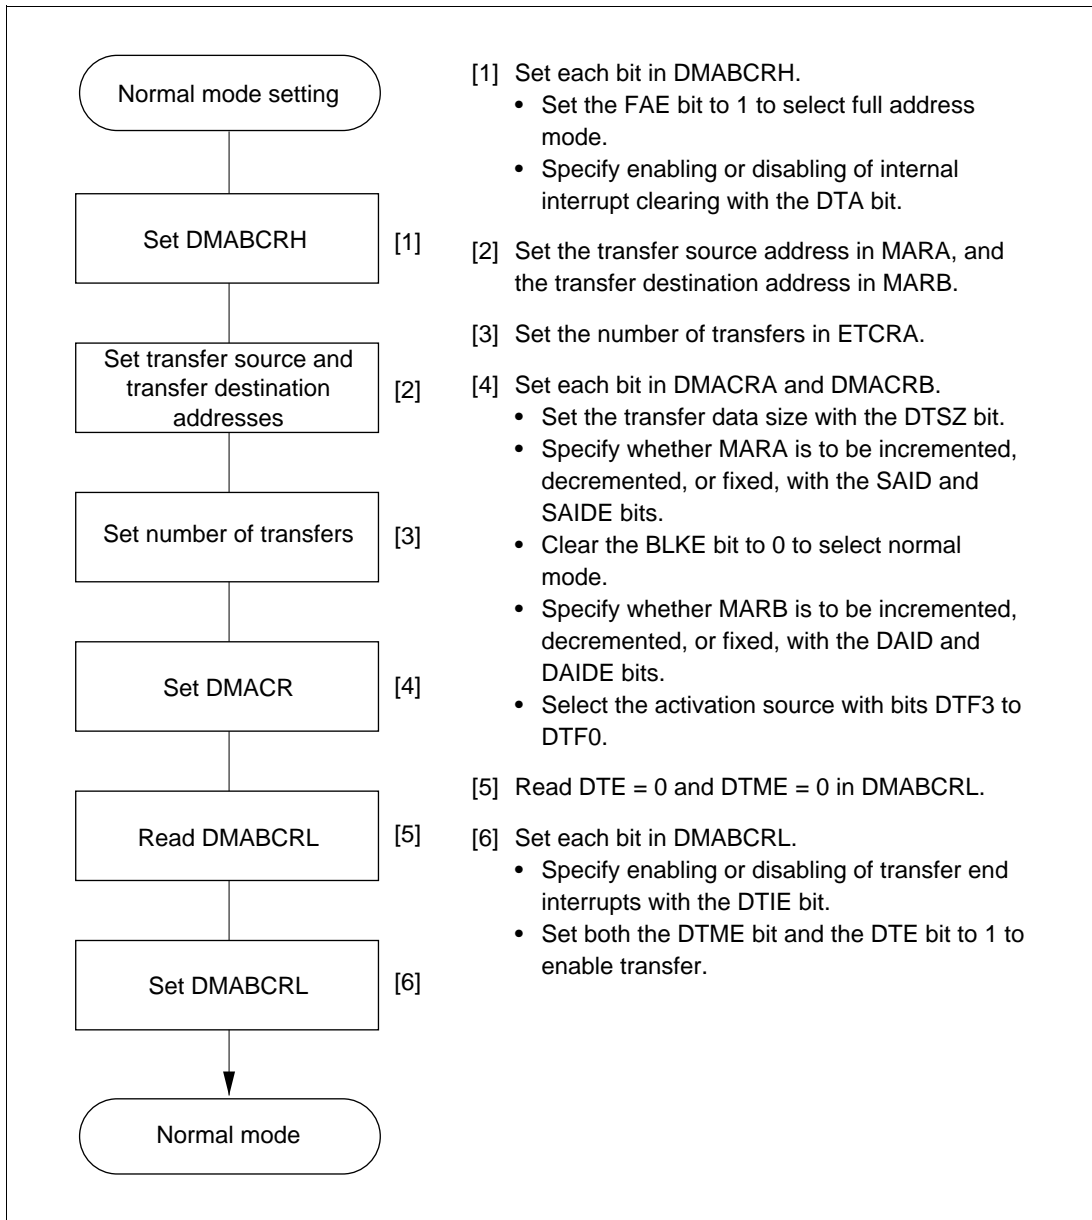 Normal mode setting
Set DMABCRH
[1]
Set transfer source and
transfer destination
addresses
[2]
Set number of transfers
[3]
Set DMACR
[4]
Read DMABCRL
[5]
Set DMABCRL
[6]
Normal mode
[1] Set each bit in DMABCRH.
• Set the FAE bit to 1 to select full address
mode.
• Specify enabling or disabling of internal
interrupt clearing with the DTA bit.
[2] Set the transfer source address in MARA, and
the transfer destination address in MARB.
[3] Set the number of transfers in ETCRA.
[4] Set each bit in DMACRA and DMACRB.
• Set the transfer data size with the DTSZ bit.
• Specify whether MARA is to be incremented,
decremented, or fixed, with the SAID and
SAIDE bits.
• Clear the BLKE bit to 0 to select normal
mode.
• Specify whether MARB is to be incremented,
decremented, or fixed, with the DAID and
DAIDE bits.
• Select the activation source with bits DTF3 to
DTF0.
[5] Read DTE = 0 and DTME = 0 in DMABCRL.
[6] Set each bit in DMABCRL.
• Specify enabling or disabling of transfer end
interrupts with the DTIE bit.
• Set both the DTME bit and the DTE bit to 1 to
enable transfer.